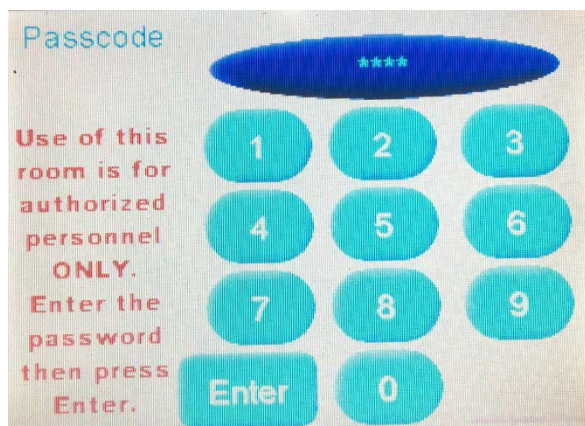 Passcode
****
Use of this
room is for
authorized
personnel
ONLY.
Enter the
password
then press
Enter.
1 2 3
4 5 6
7 8 9
Enter 0